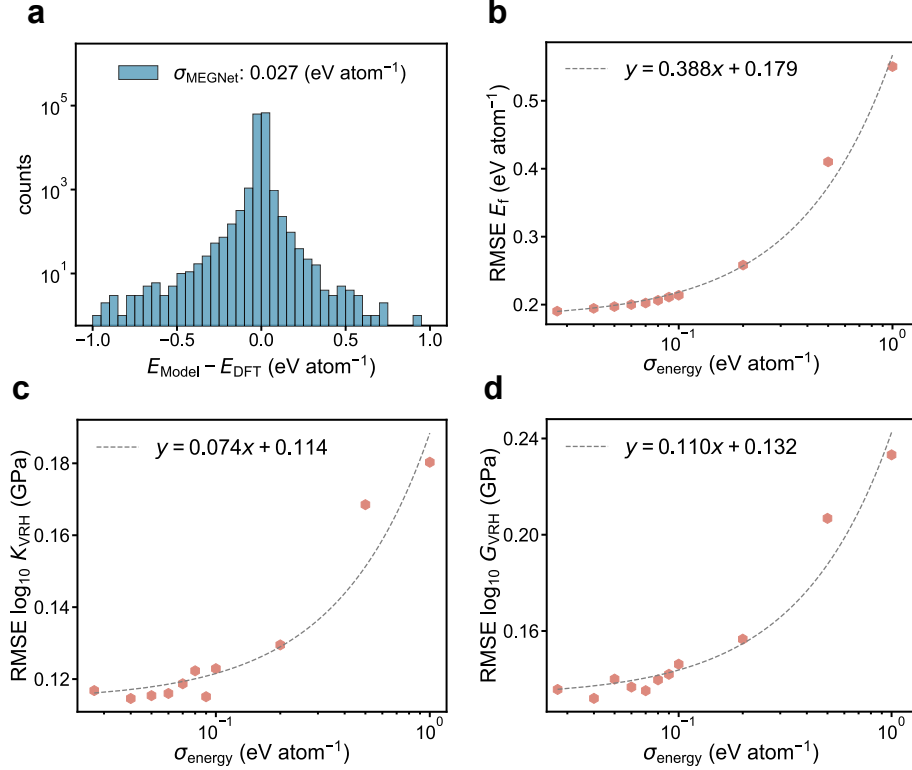 a
σMEGNet: 0.027 (eV atom⁻¹)
10⁵
10³
10¹
counts
−1.0 −0.5 0.0 0.5 1.0
EModel − EDFT (eV atom⁻¹)
b
y = 0.388x + 0.179
0.5
0.4
0.3
0.2
RMSE Ef (eV atom⁻¹)
10⁻¹ 10⁰
σenergy (eV atom⁻¹)
c
y = 0.074x + 0.114
0.18
0.16
0.14
0.12
RMSE log₁₀ KVRH (GPa)
10⁻¹ 10⁰
σenergy (eV atom⁻¹)
d
y = 0.110x + 0.132
0.24
0.20
0.16
RMSE log₁₀ GVRH (GPa)
10⁻¹ 10⁰
σenergy (eV atom⁻¹)